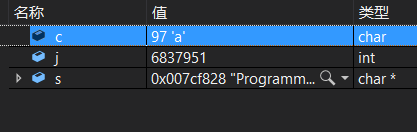 名称 值 类型
c 97 'a' char
j 6837951 int
s 0x007cf828 "Programm... char *